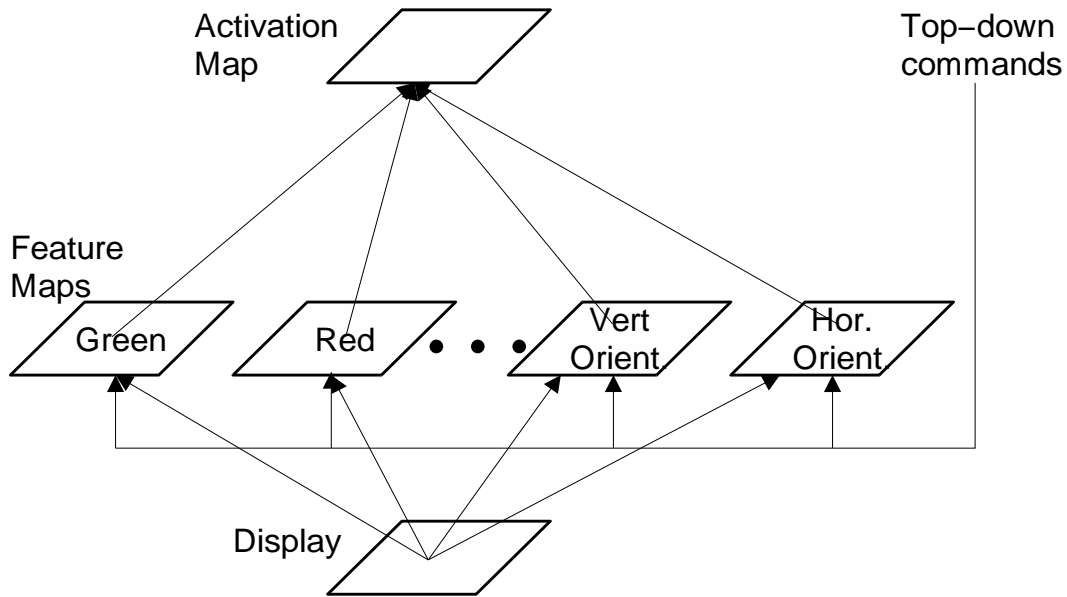 Activation
Map
Top−down
commands
Feature
Maps
Green
Red
Vert
Orient.
Hor.
Orient.
Display